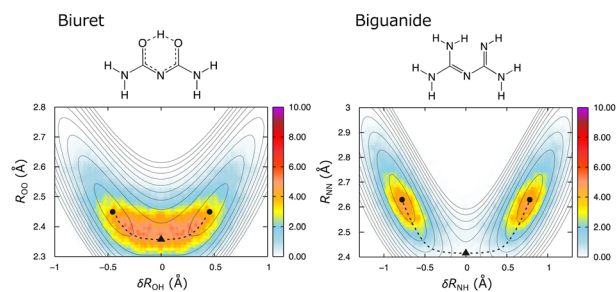 Biuret
Biguanide
H
O O
H N N N H
H H
H H
N N
H N N N H
H H
2.8
2.7
2.6
2.5
2.4
2.3
R_OO (Å)
−1 −0.5 0 0.5 1
δR_OH (Å)
10.00
8.00
6.00
4.00
2.00
0.00
3
2.9
2.8
2.7
2.6
2.5
2.4
R_NN (Å)
−1 −0.5 0 0.5 1
δR_NH (Å)
10.00
8.00
6.00
4.00
2.00
0.00